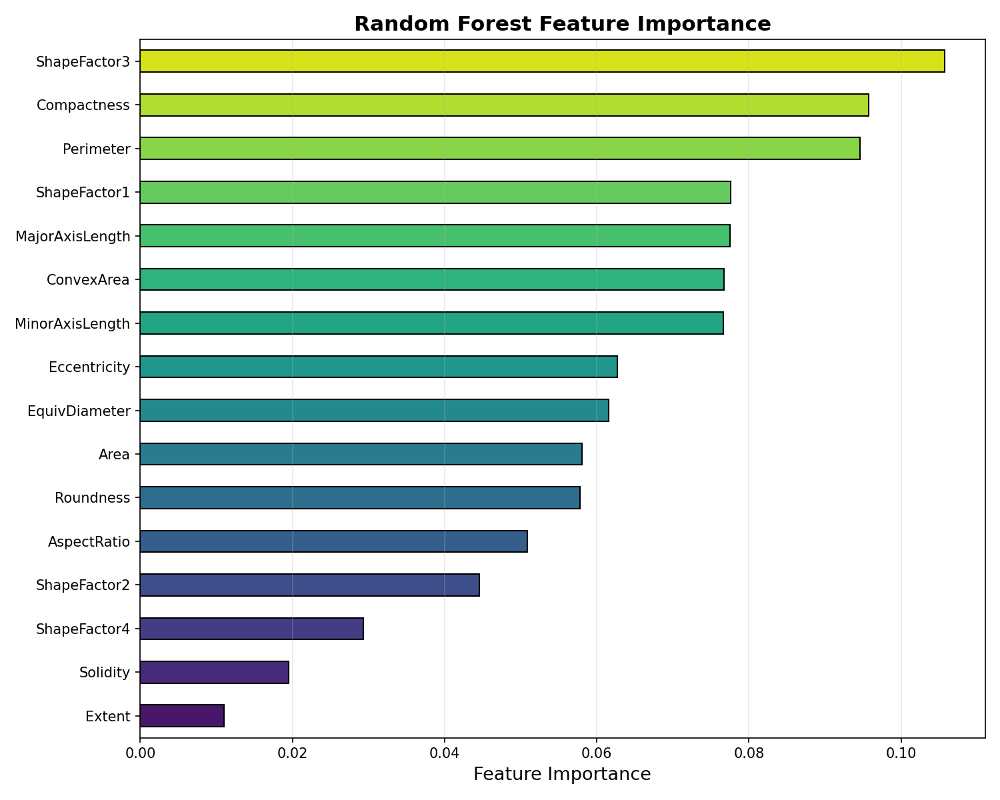 Random Forest Feature Importance
ShapeFactor3
Compactness
Perimeter
ShapeFactor1
MajorAxisLength
ConvexArea
MinorAxisLength
Eccentricity
EquivDiameter
Area
Roundness
AspectRatio
ShapeFactor2
ShapeFactor4
Solidity
Extent
0.00 0.02 0.04 0.06 0.08 0.10
Feature Importance